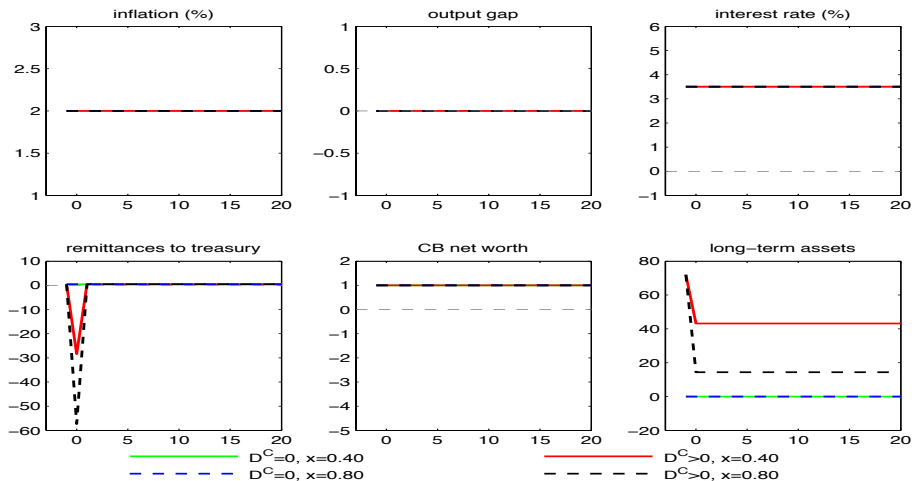 inflation (%)
output gap
interest rate (%)
3
2.5
2
1.5
1
0 5 10 15 20
1
0.5
0
−0.5
−1
0 5 10 15 20
6
5
4
3
2
1
0
−1
0 5 10 15 20
remittances to treasury
CB net worth
long−term assets
10
0
−10
−20
−30
−40
−50
−60
0 5 10 15 20
2
1
0
−1
−2
−3
−4
−5
0 5 10 15 20
80
60
40
20
0
−20
0 5 10 15 20
D^C=0, x=0.40
D^C=0, x=0.80
D^C>0, x=0.40
D^C>0, x=0.80